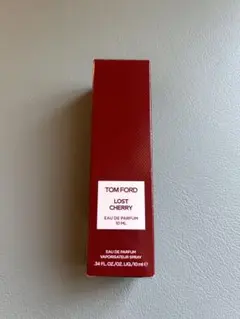 TOM FORD
LOST
CHERRY
EAU DE PARFUM
10 ML
EAU DE PARFUM
VAPORISATEUR SPRAY
.34 FL.OZ./OZ. LIQ./10 ml ℮